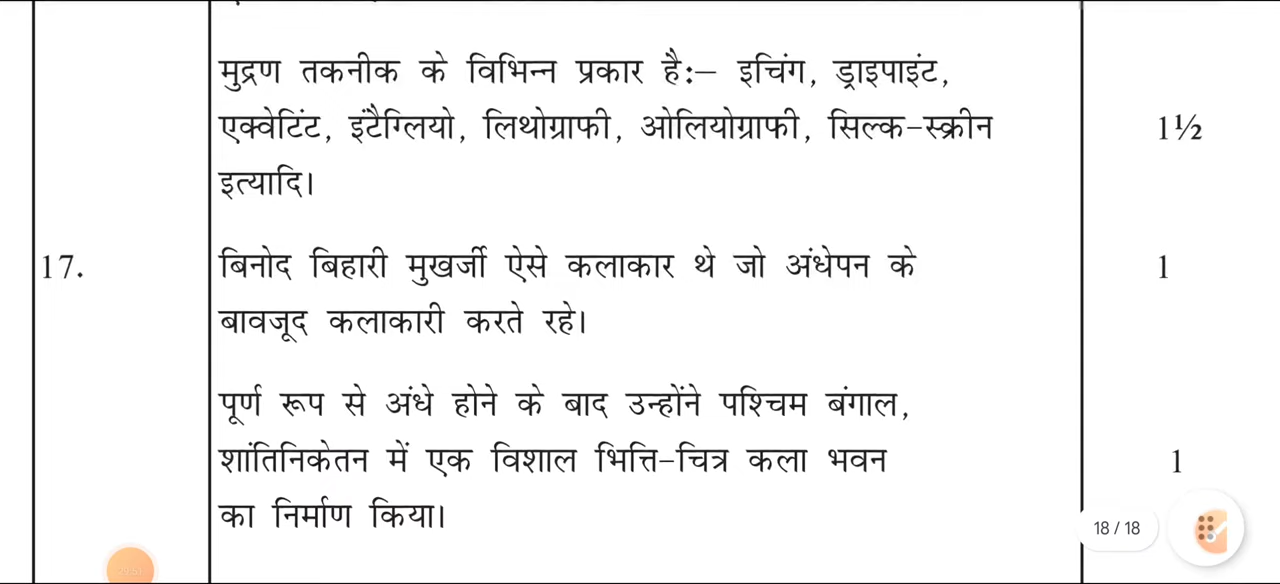 मुद्रण तकनीक के विभिन्न प्रकार है:– इचिंग, ड्राइपाइंट,
एक्वेटिंट, इंटैग्लियो, लिथोग्राफी, ओलियोग्राफी, सिल्क-स्क्रीन 1½
इत्यादि।
17. बिनोद बिहारी मुखर्जी ऐसे कलाकार थे जो अंधेपन के 1
बावजूद कलाकारी करते रहे।
पूर्ण रूप से अंधे होने के बाद उन्होंने पश्चिम बंगाल,
शांतिनिकेतन में एक विशाल भित्ति-चित्र कला भवन 1
का निर्माण किया।
18 / 18